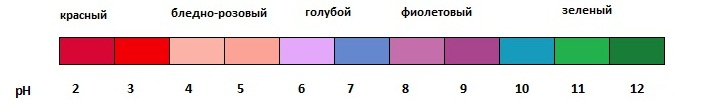 красный бледно-розовый голубой фиолетовый зеленый
pH 2 3 4 5 6 7 8 9 10 11 12